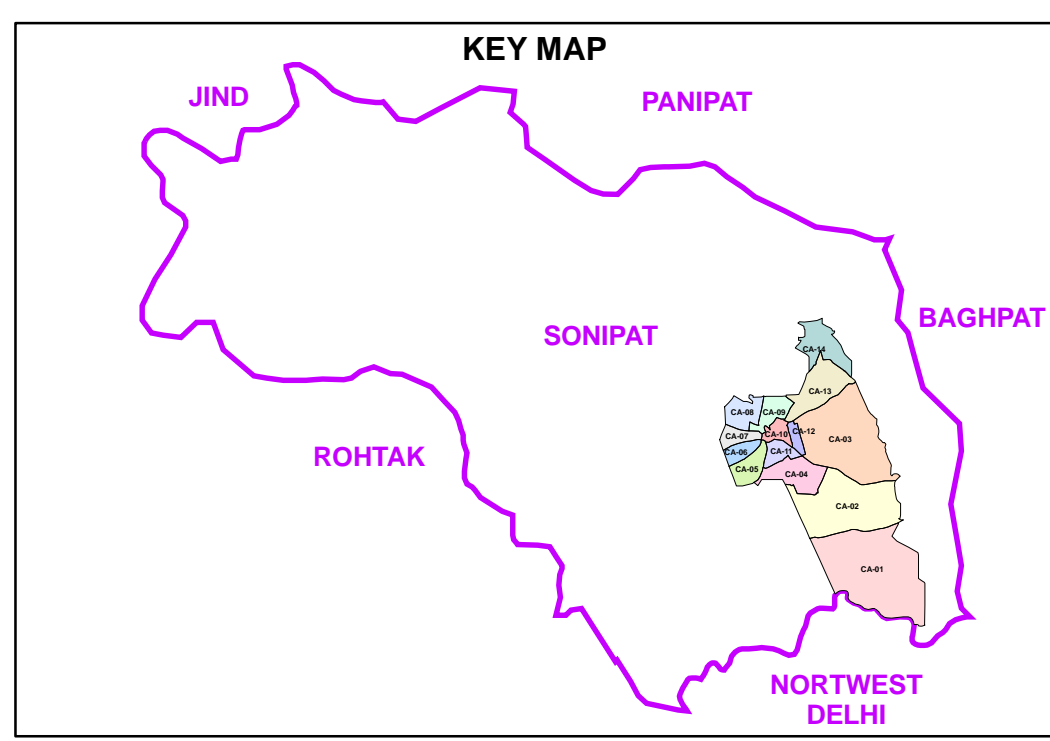 KEY MAP
JIND
PANIPAT
BAGHPAT
SONIPAT
CA-14
CA-13
CA-08
CA-09
CA-12
CA-07
CA-10
CA-03
CA-06
CA-11
ROHTAK
CA-05
CA-04
CA-02
CA-01
NORTWEST
DELHI